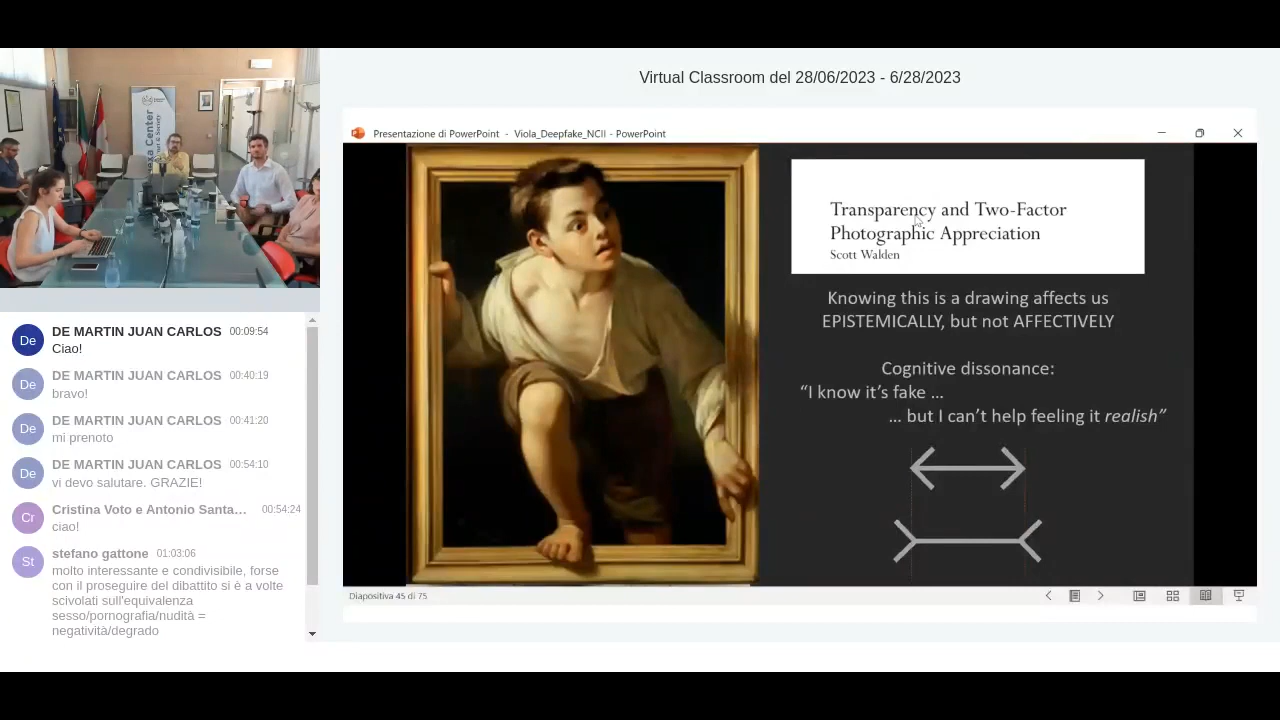 Virtual Classroom del 28/06/2023 - 6/28/2023
Presentazione di PowerPoint - Viola_Deepfake_NCII - PowerPoint
Transparency and Two-Factor
Photographic Appreciation
Scott Walden
Knowing this is a drawing affects us
EPISTEMICALLY, but not AFFECTIVELY
Cognitive dissonance:
“I know it’s fake ...
... but I can’t help feeling it realish”
Diapositiva 45 di 75
De
DE MARTIN JUAN CARLOS 00:09:54
Ciao!
De
DE MARTIN JUAN CARLOS 00:40:19
bravo!
De
DE MARTIN JUAN CARLOS 00:41:20
mi prenoto
De
DE MARTIN JUAN CARLOS 00:54:10
vi devo salutare. GRAZIE!
Cr
Cristina Voto e Antonio Santa... 00:54:24
ciao!
St
stefano gattone 01:03:06
molto interessante e condivisibile, forse
con il proseguire del dibattito si è a volte
scivolati sull'equivalenza
sesso/pornografia/nudità =
negatività/degrado